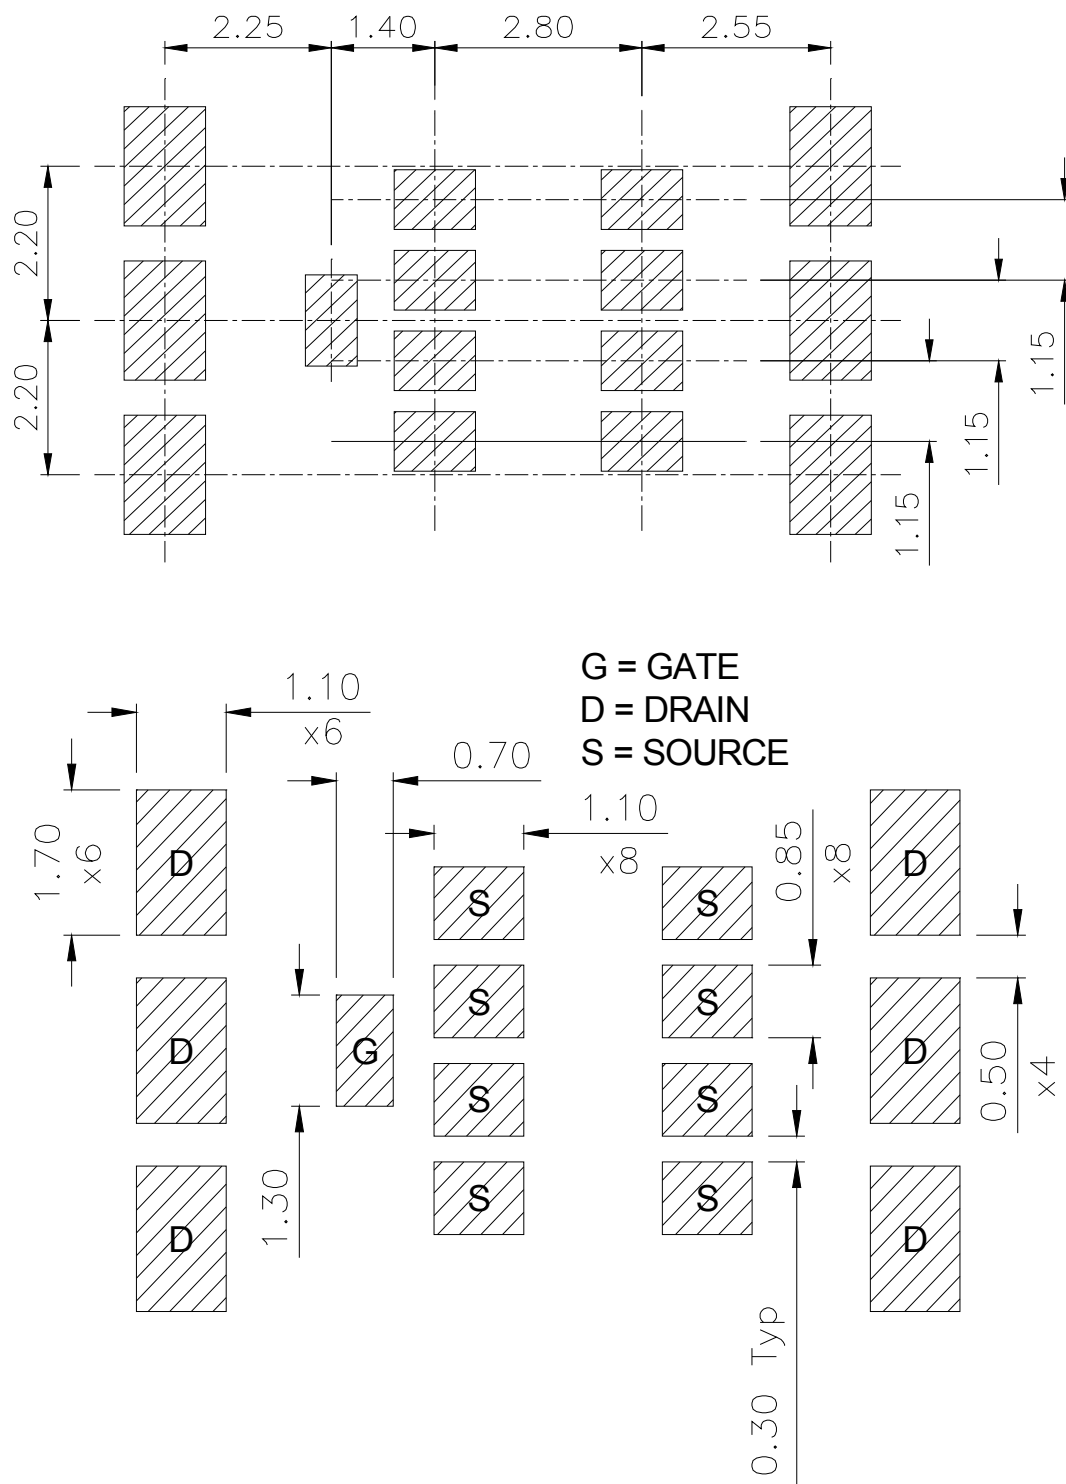 2.25
1.40
2.80
2.55
2.20
2.20
1.15
1.15
1.15
G = GATE
D = DRAIN
S = SOURCE
1.10
x6
0.70
1.10
x8
1.70
x6
0.85
x8
D
S
S
D
S
S
D
G
D
S
S
0.50
x4
1.30
S
S
D
D
0.30 Typ